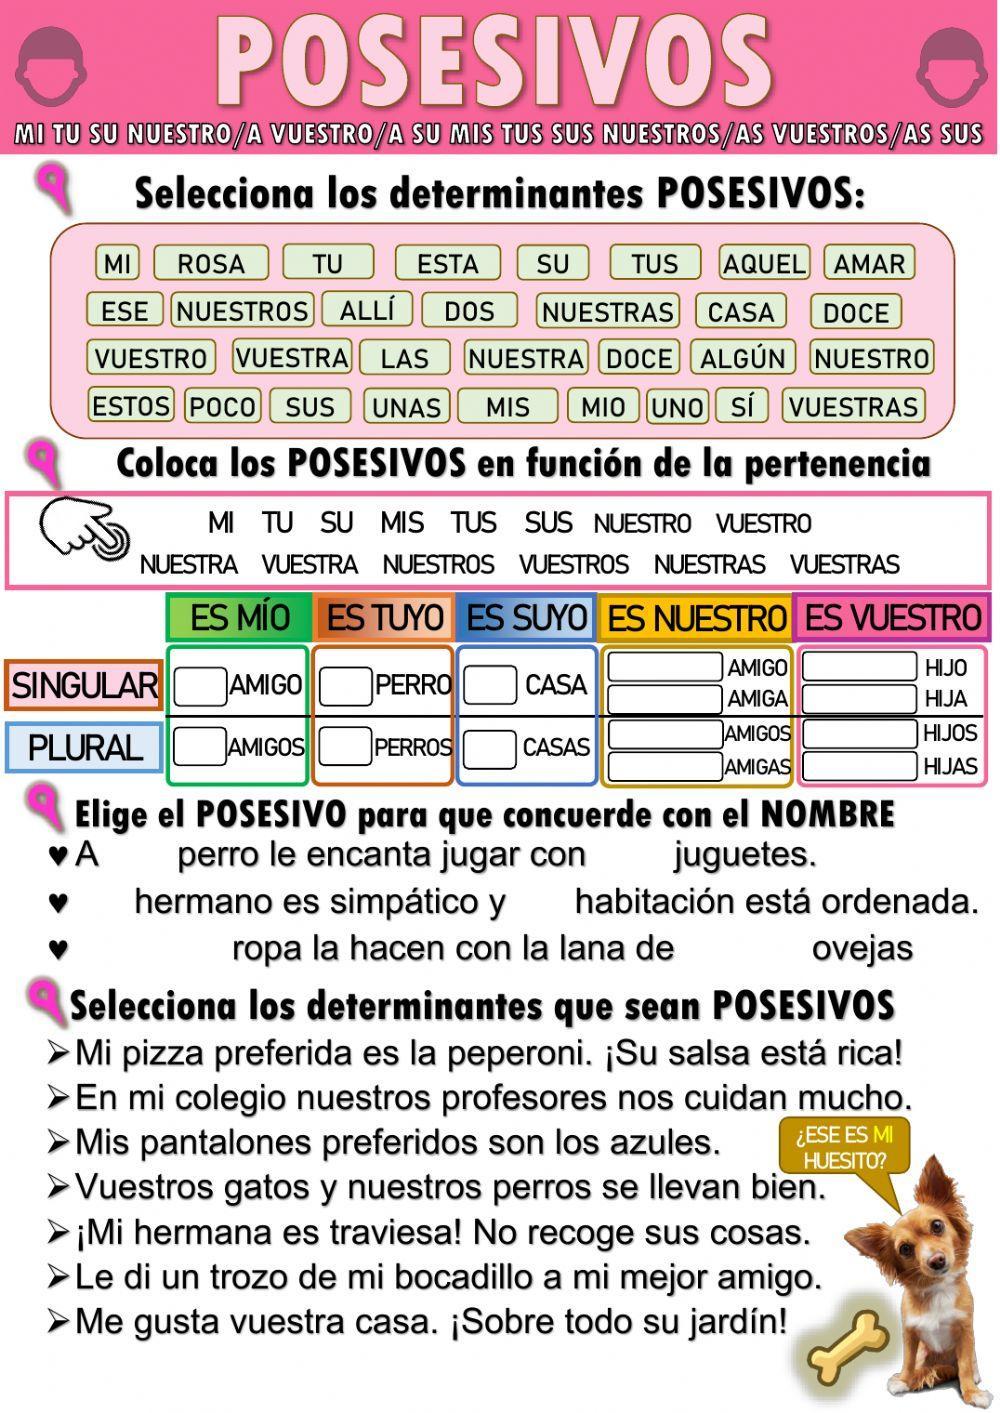 POSESIVOS
MI TU SU NUESTRO/A VUESTRO/A SU MIS TUS SUS NUESTROS/AS VUESTROS/AS SUS
Selecciona los determinantes POSESIVOS:
MI ROSA TU ESTA SU TUS AQUEL AMAR
ESE NUESTROS ALLÍ DOS NUESTRAS CASA DOCE
VUESTRO VUESTRA LAS NUESTRA DOCE ALGÚN NUESTRO
ESTOS POCO SUS UNAS MIS MIO UNO SÍ VUESTRAS
Coloca los POSESIVOS en función de la pertenencia
MI TU SU MIS TUS SUS NUESTRO VUESTRO
NUESTRA VUESTRA NUESTROS VUESTROS NUESTRAS VUESTRAS
ES MÍO ES TUYO ES SUYO ES NUESTRO ES VUESTRO
SINGULAR AMIGO PERRO CASA AMIGO HIJO
AMIGA HIJA
PLURAL AMIGOS PERROS CASAS AMIGOS HIJOS
AMIGAS HIJAS
Elige el POSESIVO para que concuerde con el NOMBRE
♥ A perro le encanta jugar con juguetes.
♥ hermano es simpático y habitación está ordenada.
♥ ropa la hacen con la lana de ovejas
Selecciona los determinantes que sean POSESIVOS
➢ Mi pizza preferida es la peperoni. ¡Su salsa está rica!
➢ En mi colegio nuestros profesores nos cuidan mucho.
➢ Mis pantalones preferidos son los azules.
¿ESE ES MI
HUESITO?
➢ Vuestros gatos y nuestros perros se llevan bien.
➢ ¡Mi hermana es traviesa! No recoge sus cosas.
➢ Le di un trozo de mi bocadillo a mi mejor amigo.
➢ Me gusta vuestra casa. ¡Sobre todo su jardín!